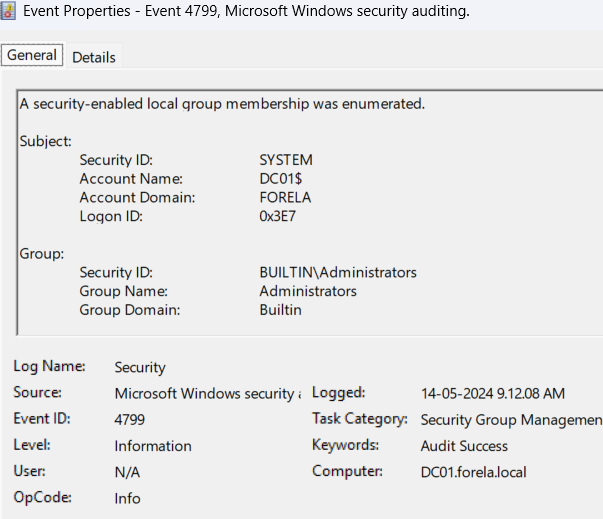 Event Properties - Event 4799, Microsoft Windows security auditing.
General Details
A security-enabled local group membership was enumerated.
Subject:
Security ID: SYSTEM
Account Name: DC01$
Account Domain: FORELA
Logon ID: 0x3E7
Group:
Security ID: BUILTIN\Administrators
Group Name: Administrators
Group Domain: Builtin
Log Name: Security
Source: Microsoft Windows security a Logged: 14-05-2024 9.12.08 AM
Event ID: 4799 Task Category: Security Group Managemen
Level: Information Keywords: Audit Success
User: N/A Computer: DC01.forela.local
OpCode: Info